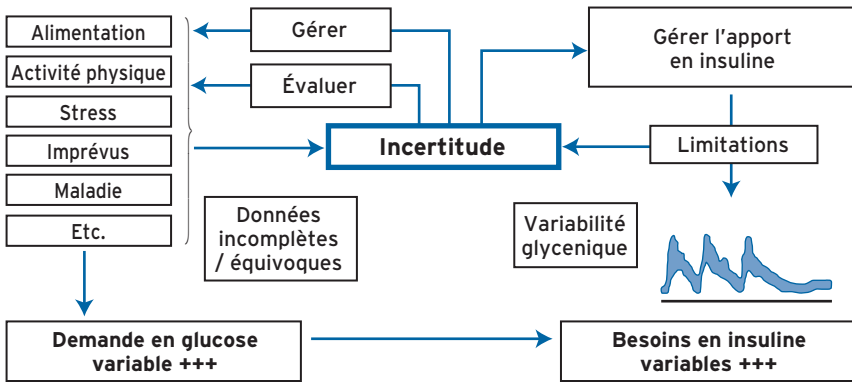 Alimentation
Activité physique
Stress
Imprévus
Maladie
Etc.
Gérer
Évaluer
Incertitude
Gérer l'apport
en insuline
Limitations
Données
incomplètes
/ équivoques
Variabilité
glycenique
Demande en glucose
variable +++
Besoins en insuline
variables +++